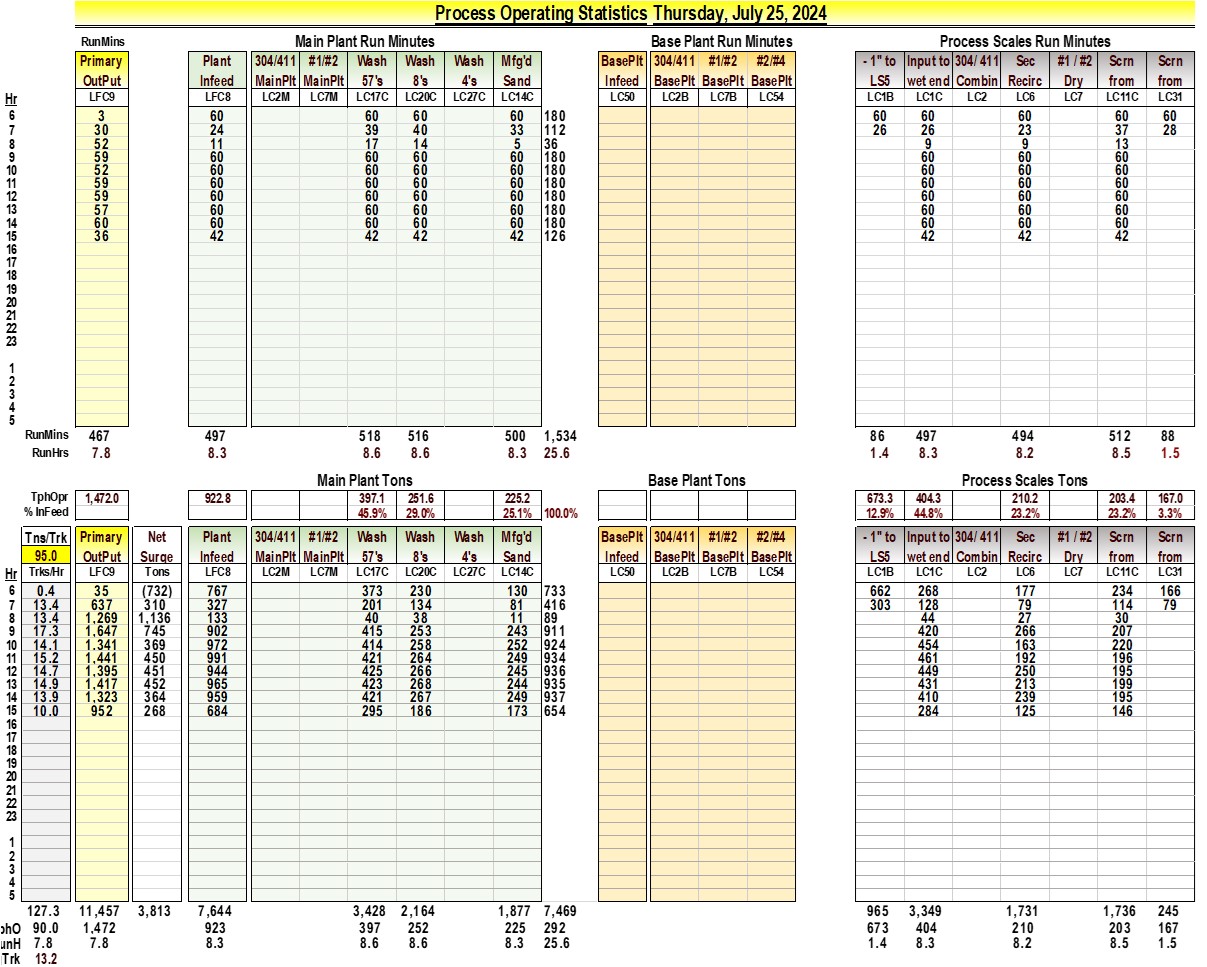 Process Operating Statistics Thursday, July 25, 2024
RunMins Main Plant Run Minutes Base Plant Run Minutes Process Scales Run Minutes
Primary Plant 304/411 #1/#2 Wash Wash Wash Mfg'd BasePlt 304/411 #1/#2 #2/#4 - 1" to Input to 304/ 411 Sec #1 / #2 Scrn Scrn
OutPut Infeed MainPlt MainPlt 57's 8's 4's Sand Infeed BasePlt BasePlt BasePlt LS5 wet end Combin Recirc Dry from from
Hr LFC9 LFC8 LC2M LC7M LC17C LC20C LC27C LC14C LC50 LC2B LC7B LC54 LC1B LC1C LC2 LC6 LC7 LC11C LC31
6 3 60 60 60 60 180 60 60 60 60 60
7 30 24 39 40 33 112 26 26 23 37 28
8 52 11 17 14 5 36 9 9 13
9 59 60 60 60 60 180 60 60 60
10 52 60 60 60 60 180 60 60 60
11 59 60 60 60 60 180 60 60 60
12 59 60 60 60 60 180 60 60 60
13 57 60 60 60 60 180 60 60 60
14 60 60 60 60 60 180 60 60 60
15 36 42 42 42 42 126 42 42 42
16
17
18
19
20
21
22
23
1
2
3
4
5
RunMins 467 497 518 516 500 1,534 86 497 494 512 88
RunHrs 7.8 8.3 8.6 8.6 8.3 25.6 1.4 8.3 8.2 8.5 1.5
Main Plant Tons Base Plant Tons Process Scales Tons
TphOpr 1,472.0 922.8 397.1 251.6 225.2 673.3 404.3 210.2 203.4 167.0
% InFeed 45.9% 29.0% 25.1% 100.0% 12.9% 44.8% 23.2% 23.2% 3.3%
Tns/Trk Primary Net Plant 304/411 #1/#2 Wash Wash Wash Mfg'd BasePlt 304/411 #1/#2 #2/#4 - 1" to Input to 304/ 411 Sec #1 / #2 Scrn Scrn
95.0 OutPut Surge Infeed MainPlt MainPlt 57's 8's 4's Sand Infeed BasePlt BasePlt BasePlt LS5 wet end Combin Recirc Dry from from
Hr Trks/Hr LFC9 Tons LFC8 LC2M LC7M LC17C LC20C LC27C LC14C LC50 LC2B LC7B LC54 LC1B LC1C LC2 LC6 LC7 LC11C LC31
6 0.4 35 (732) 767 373 230 130 733 662 268 177 234 166
7 13.4 637 310 327 201 134 81 416 303 128 79 114 79
8 13.4 1,269 1,136 133 40 38 11 89 44 27 30
9 17.3 1,647 745 902 415 253 243 911 420 266 207
10 14.1 1,341 369 972 414 258 252 924 454 163 220
11 15.2 1,441 450 991 421 264 249 934 461 192 196
12 14.7 1,395 451 944 425 266 245 936 449 250 195
13 14.9 1,417 452 965 423 268 244 935 431 213 199
14 13.9 1,323 364 959 421 267 249 937 410 239 195
15 10.0 952 268 684 295 186 173 654 284 125 146
16
17
18
19
20
21
22
23
1
2
3
4
5
127.3 11,457 3,813 7,644 3,428 2,164 1,877 7,469 965 3,349 1,731 1,736 245
phO 90.0 1,472 923 397 252 225 292 673 404 210 203 167
unH 7.8 7.8 8.3 8.6 8.6 8.3 25.6 1.4 8.3 8.2 8.5 1.5
Trk 13.2